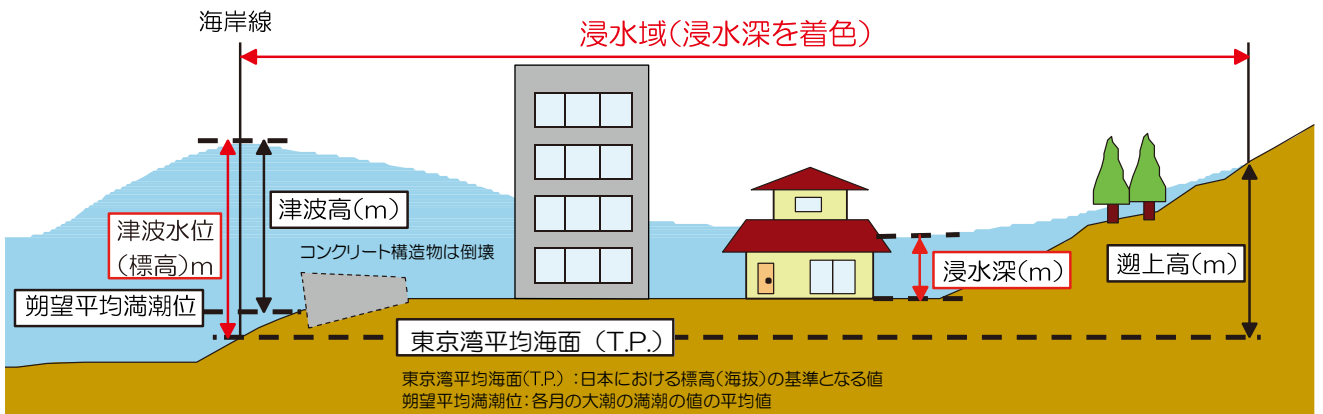 海岸線
浸水域(浸水深を着色)
津波高(m)
津波水位
(標高)m
コンクリート構造物は倒壊
浸水深(m)
遡上高(m)
朔望平均満潮位
東京湾平均海面（T.P.）
東京湾平均海面(T.P.)：日本における標高(海抜)の基準となる値
朔望平均満潮位：各月の大潮の満潮の値の平均値